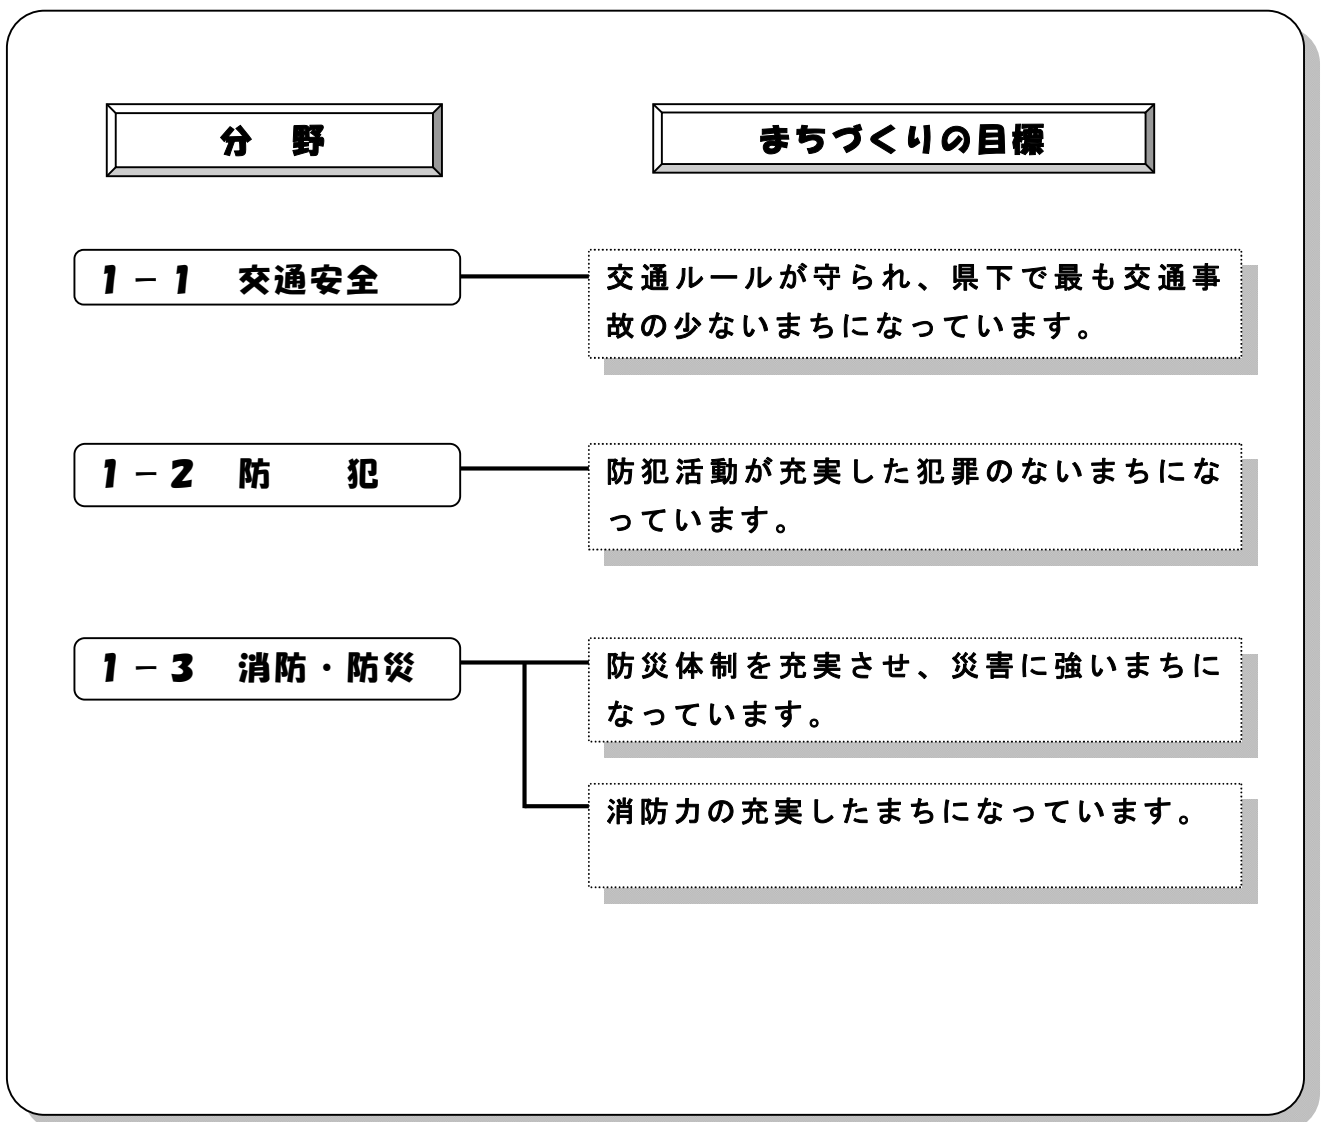 分　野
まちづくりの目標
１－１　交通安全
交通ルールが守られ、県下で最も交通事
故の少ないまちになっています。
１－２　防　　犯
防犯活動が充実した犯罪のないまちにな
っています。
１－３　消防・防災
防災体制を充実させ、災害に強いまちに
なっています。
消防力の充実したまちになっています。